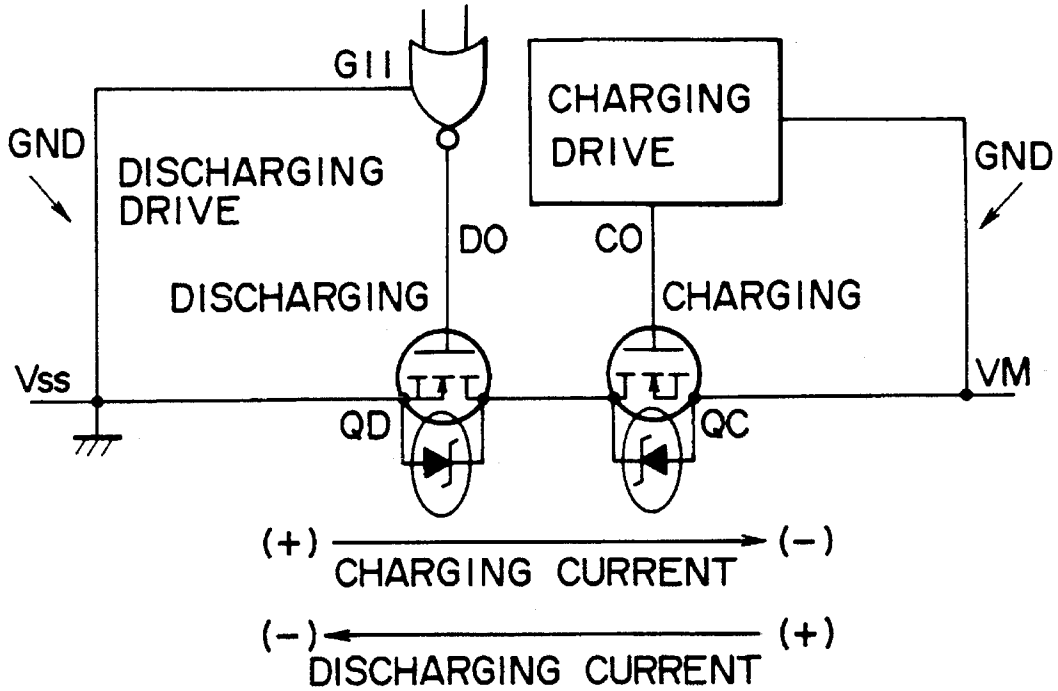 G11
GND
DISCHARGING
DRIVE
CHARGING
DRIVE
GND
DO
CO
DISCHARGING
CHARGING
Vss
VM
QD
QC
(+)
(-)
CHARGING CURRENT
(-)
(+)
DISCHARGING CURRENT